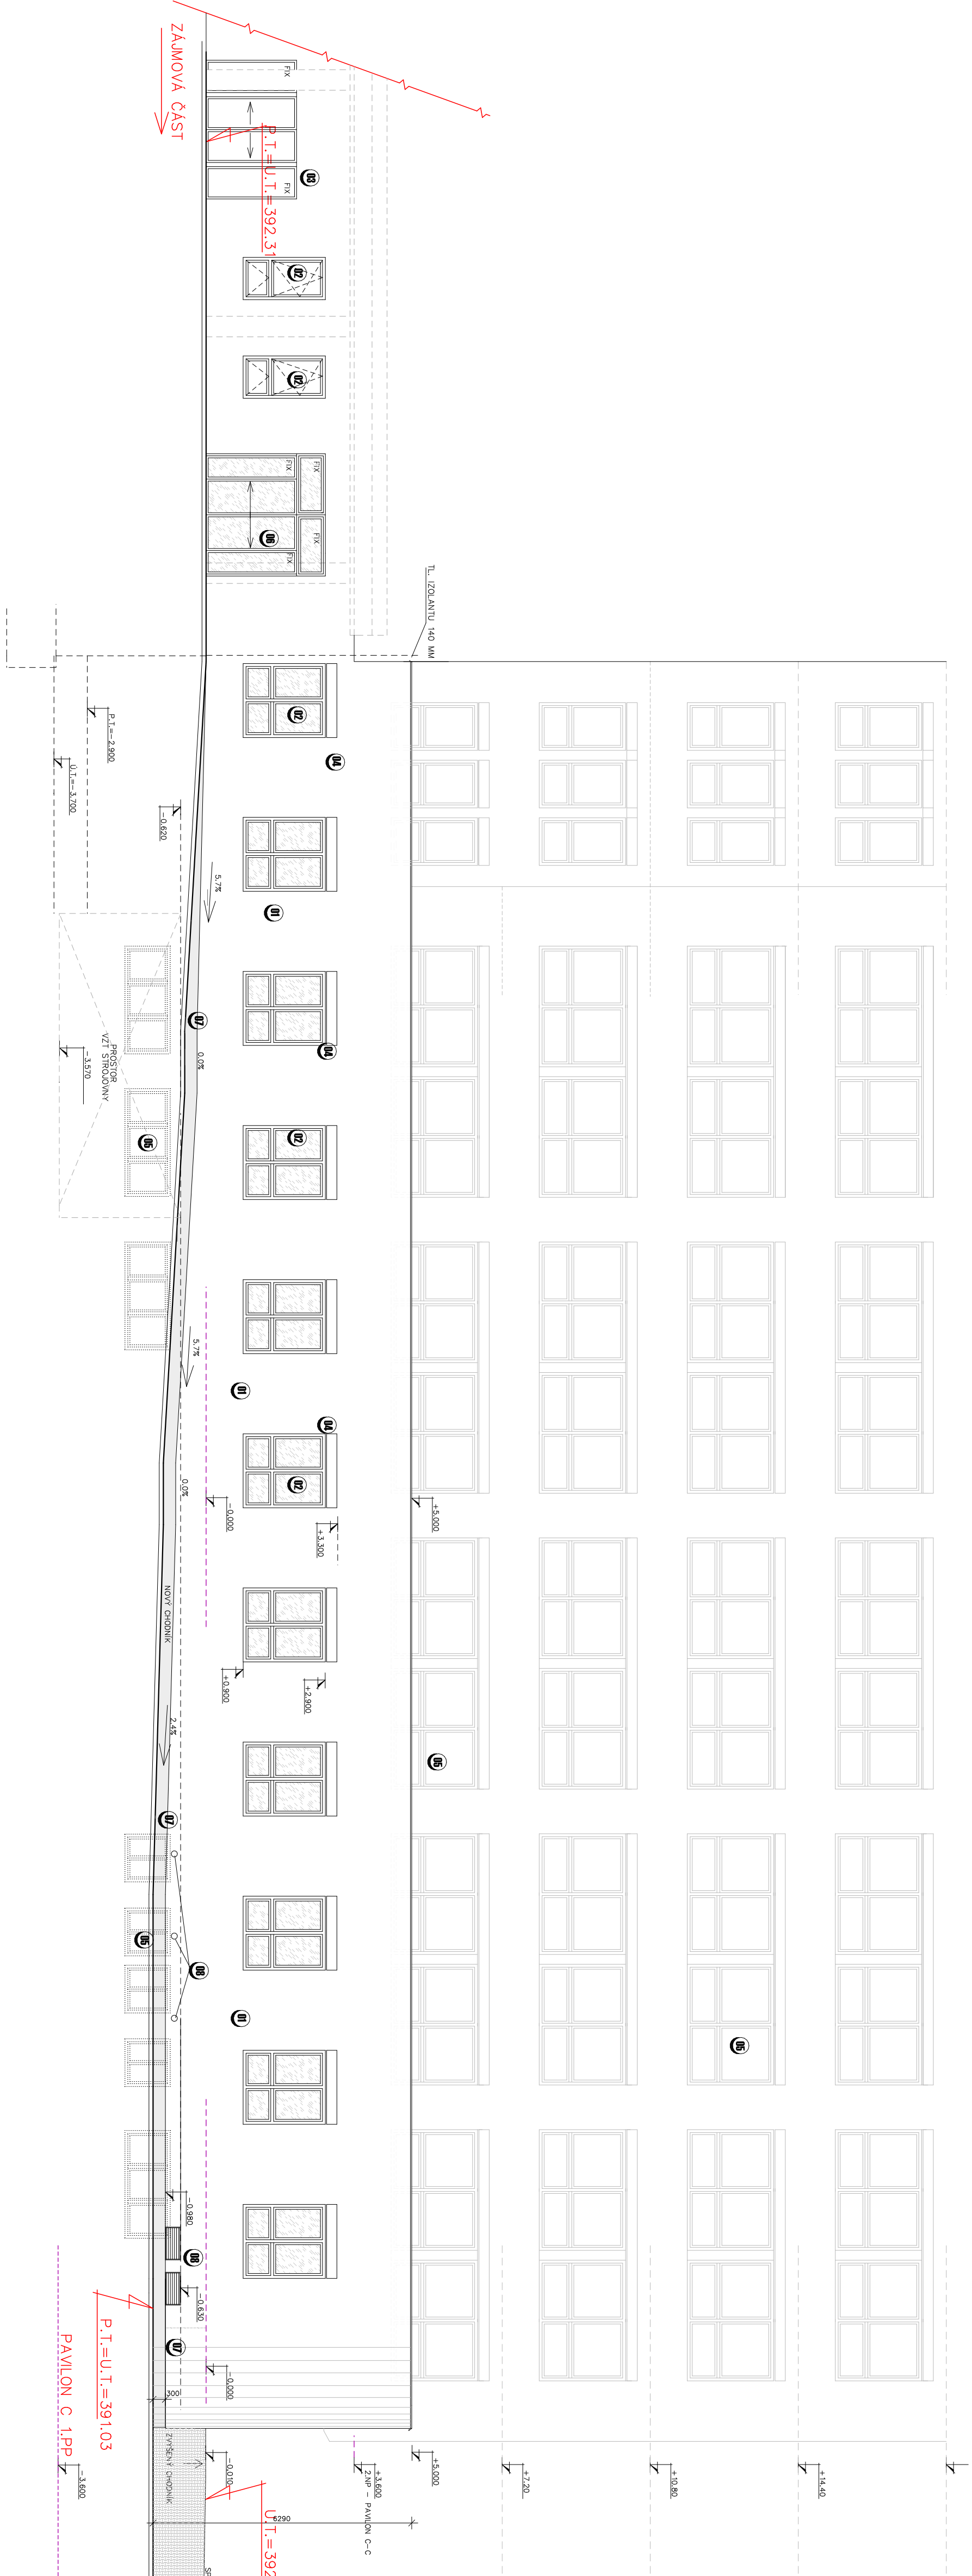 ZÁJMOVÁ ČÁST
P.T.=U.T.=392.31
FIX
FIX
03
02
02
FIX
FIX
FIX
FIX
06
TL. IZOLANTU 140 MM
P.T.=-2.900
Ú.T.=-3.700
-0.620
02
04
5.7%
01
07
0.0%
04
PROSTOR
VZT STROJOVNY
-3.570
05
02
5.7%
01
04
02
0.0%
-0.000
+3.300
+5.000
NOVÝ CHODNÍK
+0.900
+2.900
2.4%
05
07
05
08
01
05
-0.980
08
-0.630
07
P.T.=U.T.=391.03
PAVILON C 1.PP
-3.600
-0.000
300
ZVÝŠENÝ CHODNÍK
-0.010
6290
+5.000
+3.600
2.NP - PAVILON C-C
+7.20
+10.80
+14.40